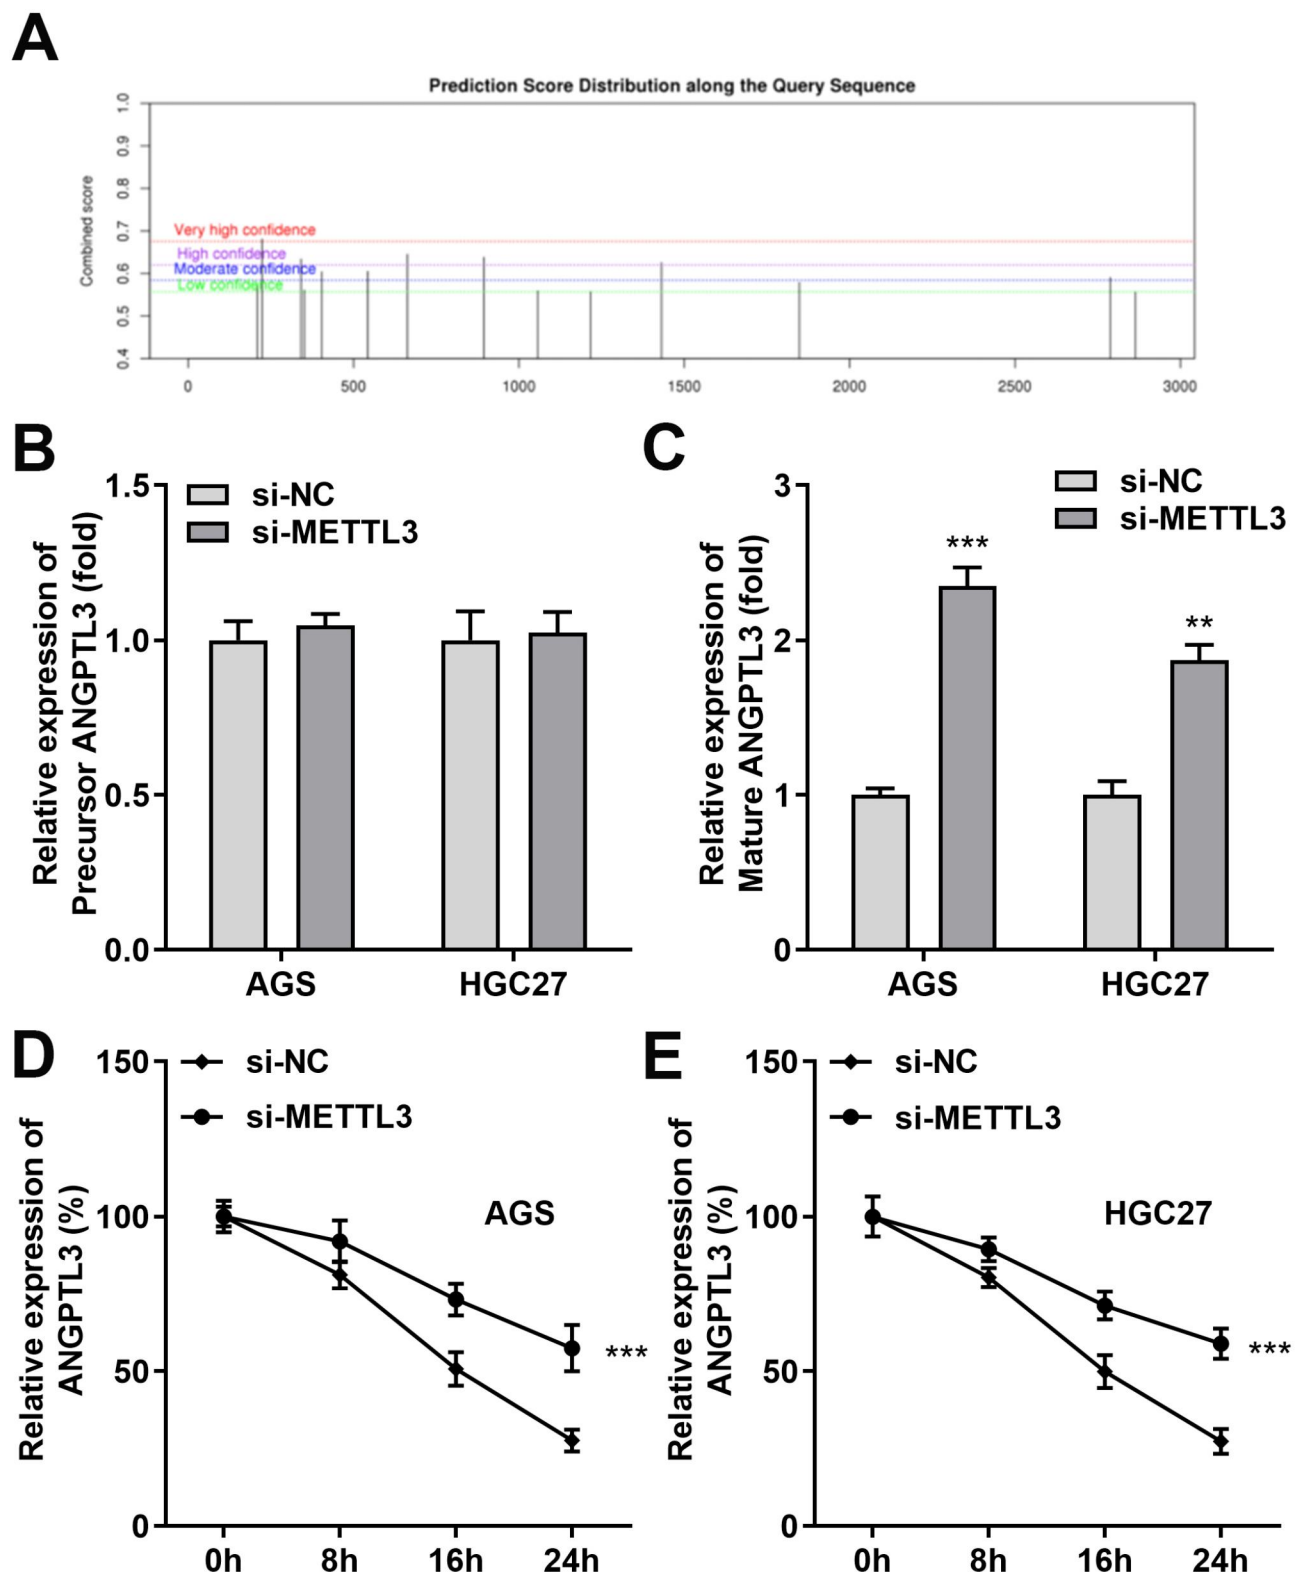 A
Prediction Score Distribution along the Query Sequence
Combined score
1.0
0.9
0.8
0.7
0.6
0.5
0.4
Very high confidence
High confidence
Moderate confidence
Low confidence
0 500 1000 1500 2000 2500 3000
B
Relative expression of
Precursor ANGPTL3 (fold)
1.5
1.0
0.5
0.0
si-NC
si-METTL3
AGS HGC27
C
Relative expression of
Mature ANGPTL3 (fold)
3
2
1
0
si-NC
si-METTL3
***
**
AGS HGC27
D
Relative expression of
ANGPTL3 (%)
150
100
50
0
si-NC
si-METTL3
AGS
***
0h 8h 16h 24h
E
Relative expression of
ANGPTL3 (%)
150
100
50
0
si-NC
si-METTL3
HGC27
***
0h 8h 16h 24h